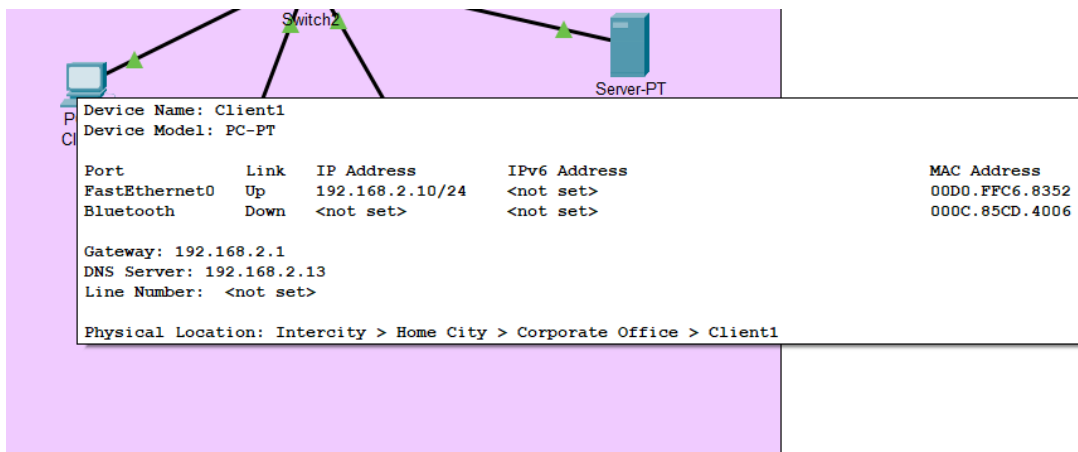 Switch2
Server-PT
P
Cl
Device Name: Client1
Device Model: PC-PT
Port Link IP Address IPv6 Address MAC Address
FastEthernet0 Up 192.168.2.10/24 <not set> 00D0.FFC6.8352
Bluetooth Down <not set> <not set> 000C.85CD.4006
Gateway: 192.168.2.1
DNS Server: 192.168.2.13
Line Number: <not set>
Physical Location: Intercity > Home City > Corporate Office > Client1